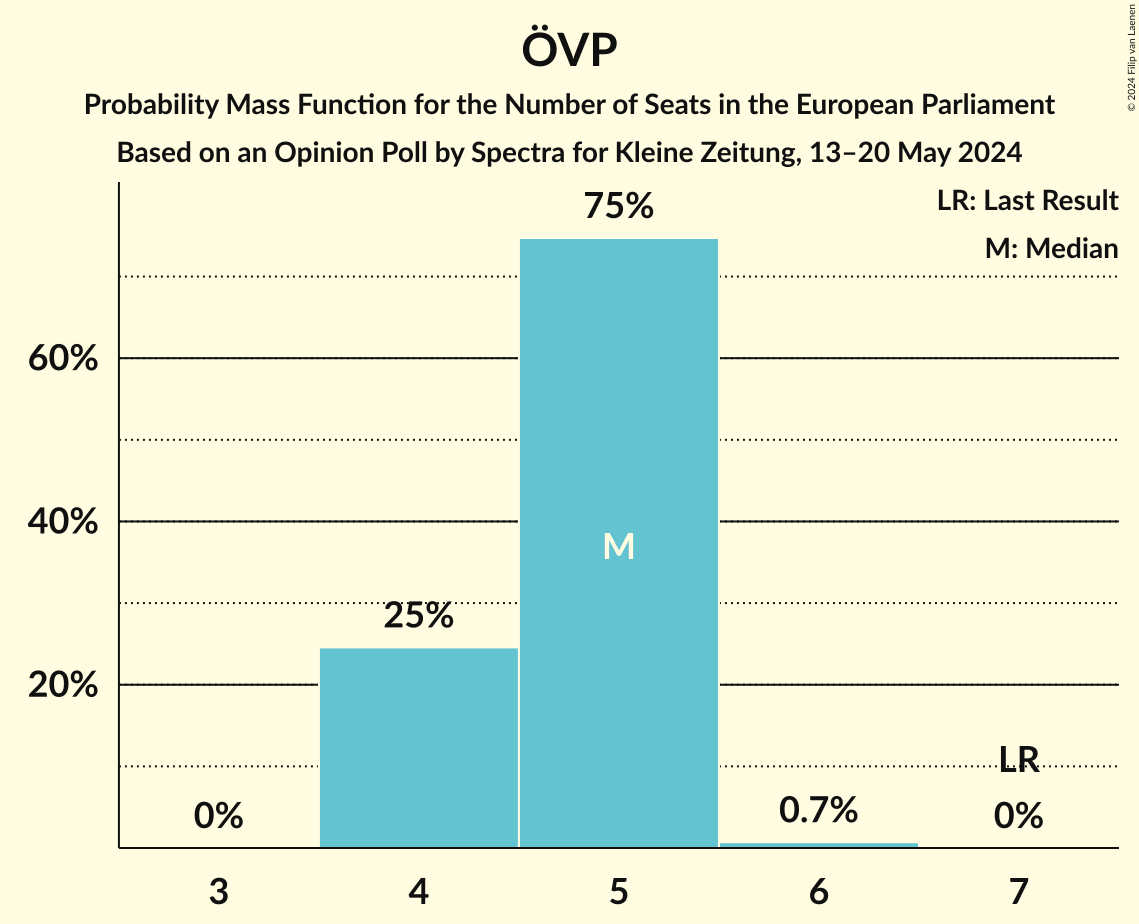 ÖVP
Probability Mass Function for the Number of Seats in the European Parliament
Based on an Opinion Poll by Spectra for Kleine Zeitung, 13–20 May 2024
© 2024 Filip van Laenen
LR: Last Result
M: Median
75%
60%
40%
20%
M
25%
LR
0%
0.7%
0%
3 4 5 6 7